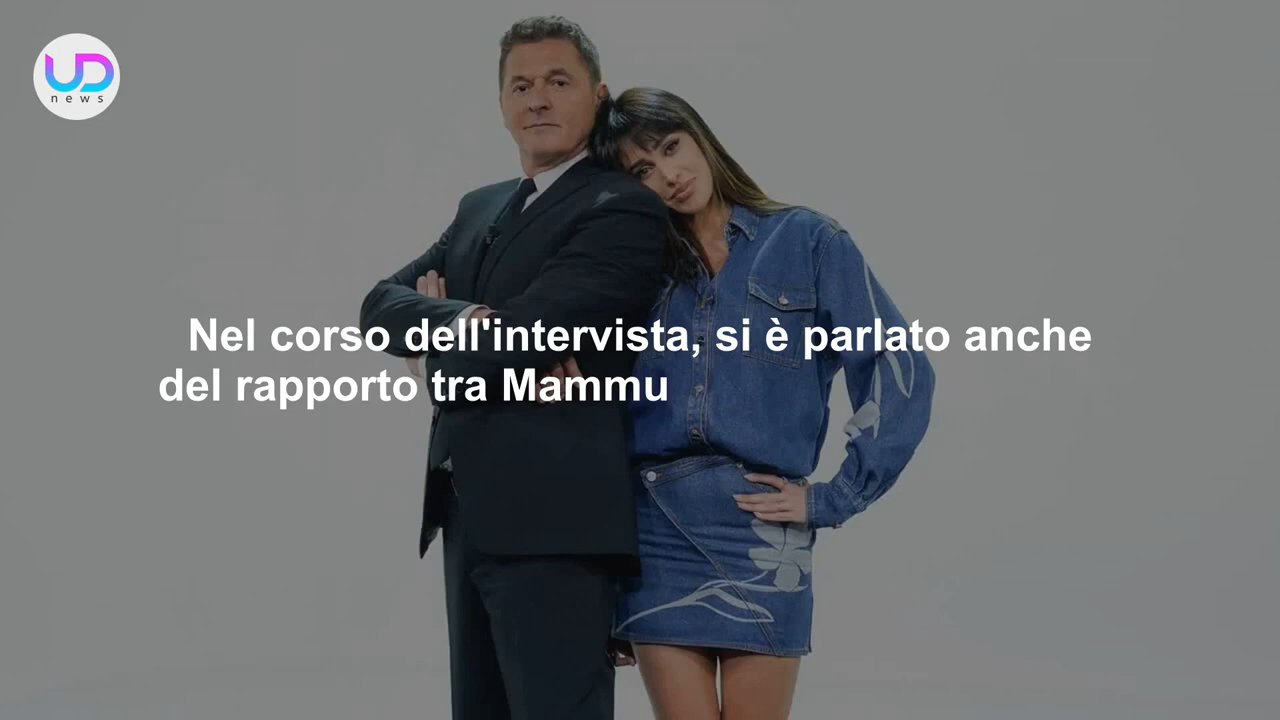 UD
news
Nel corso dell'intervista, si è parlato anche
del rapporto tra Mammu